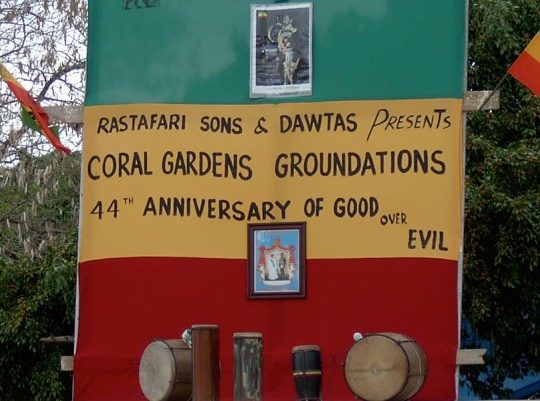 RASTAFARI SONS & DAWTAS PRESENTS
CORAL GARDENS GROUNDATIONS
44TH ANNIVERSARY OF GOOD OVER
EVIL